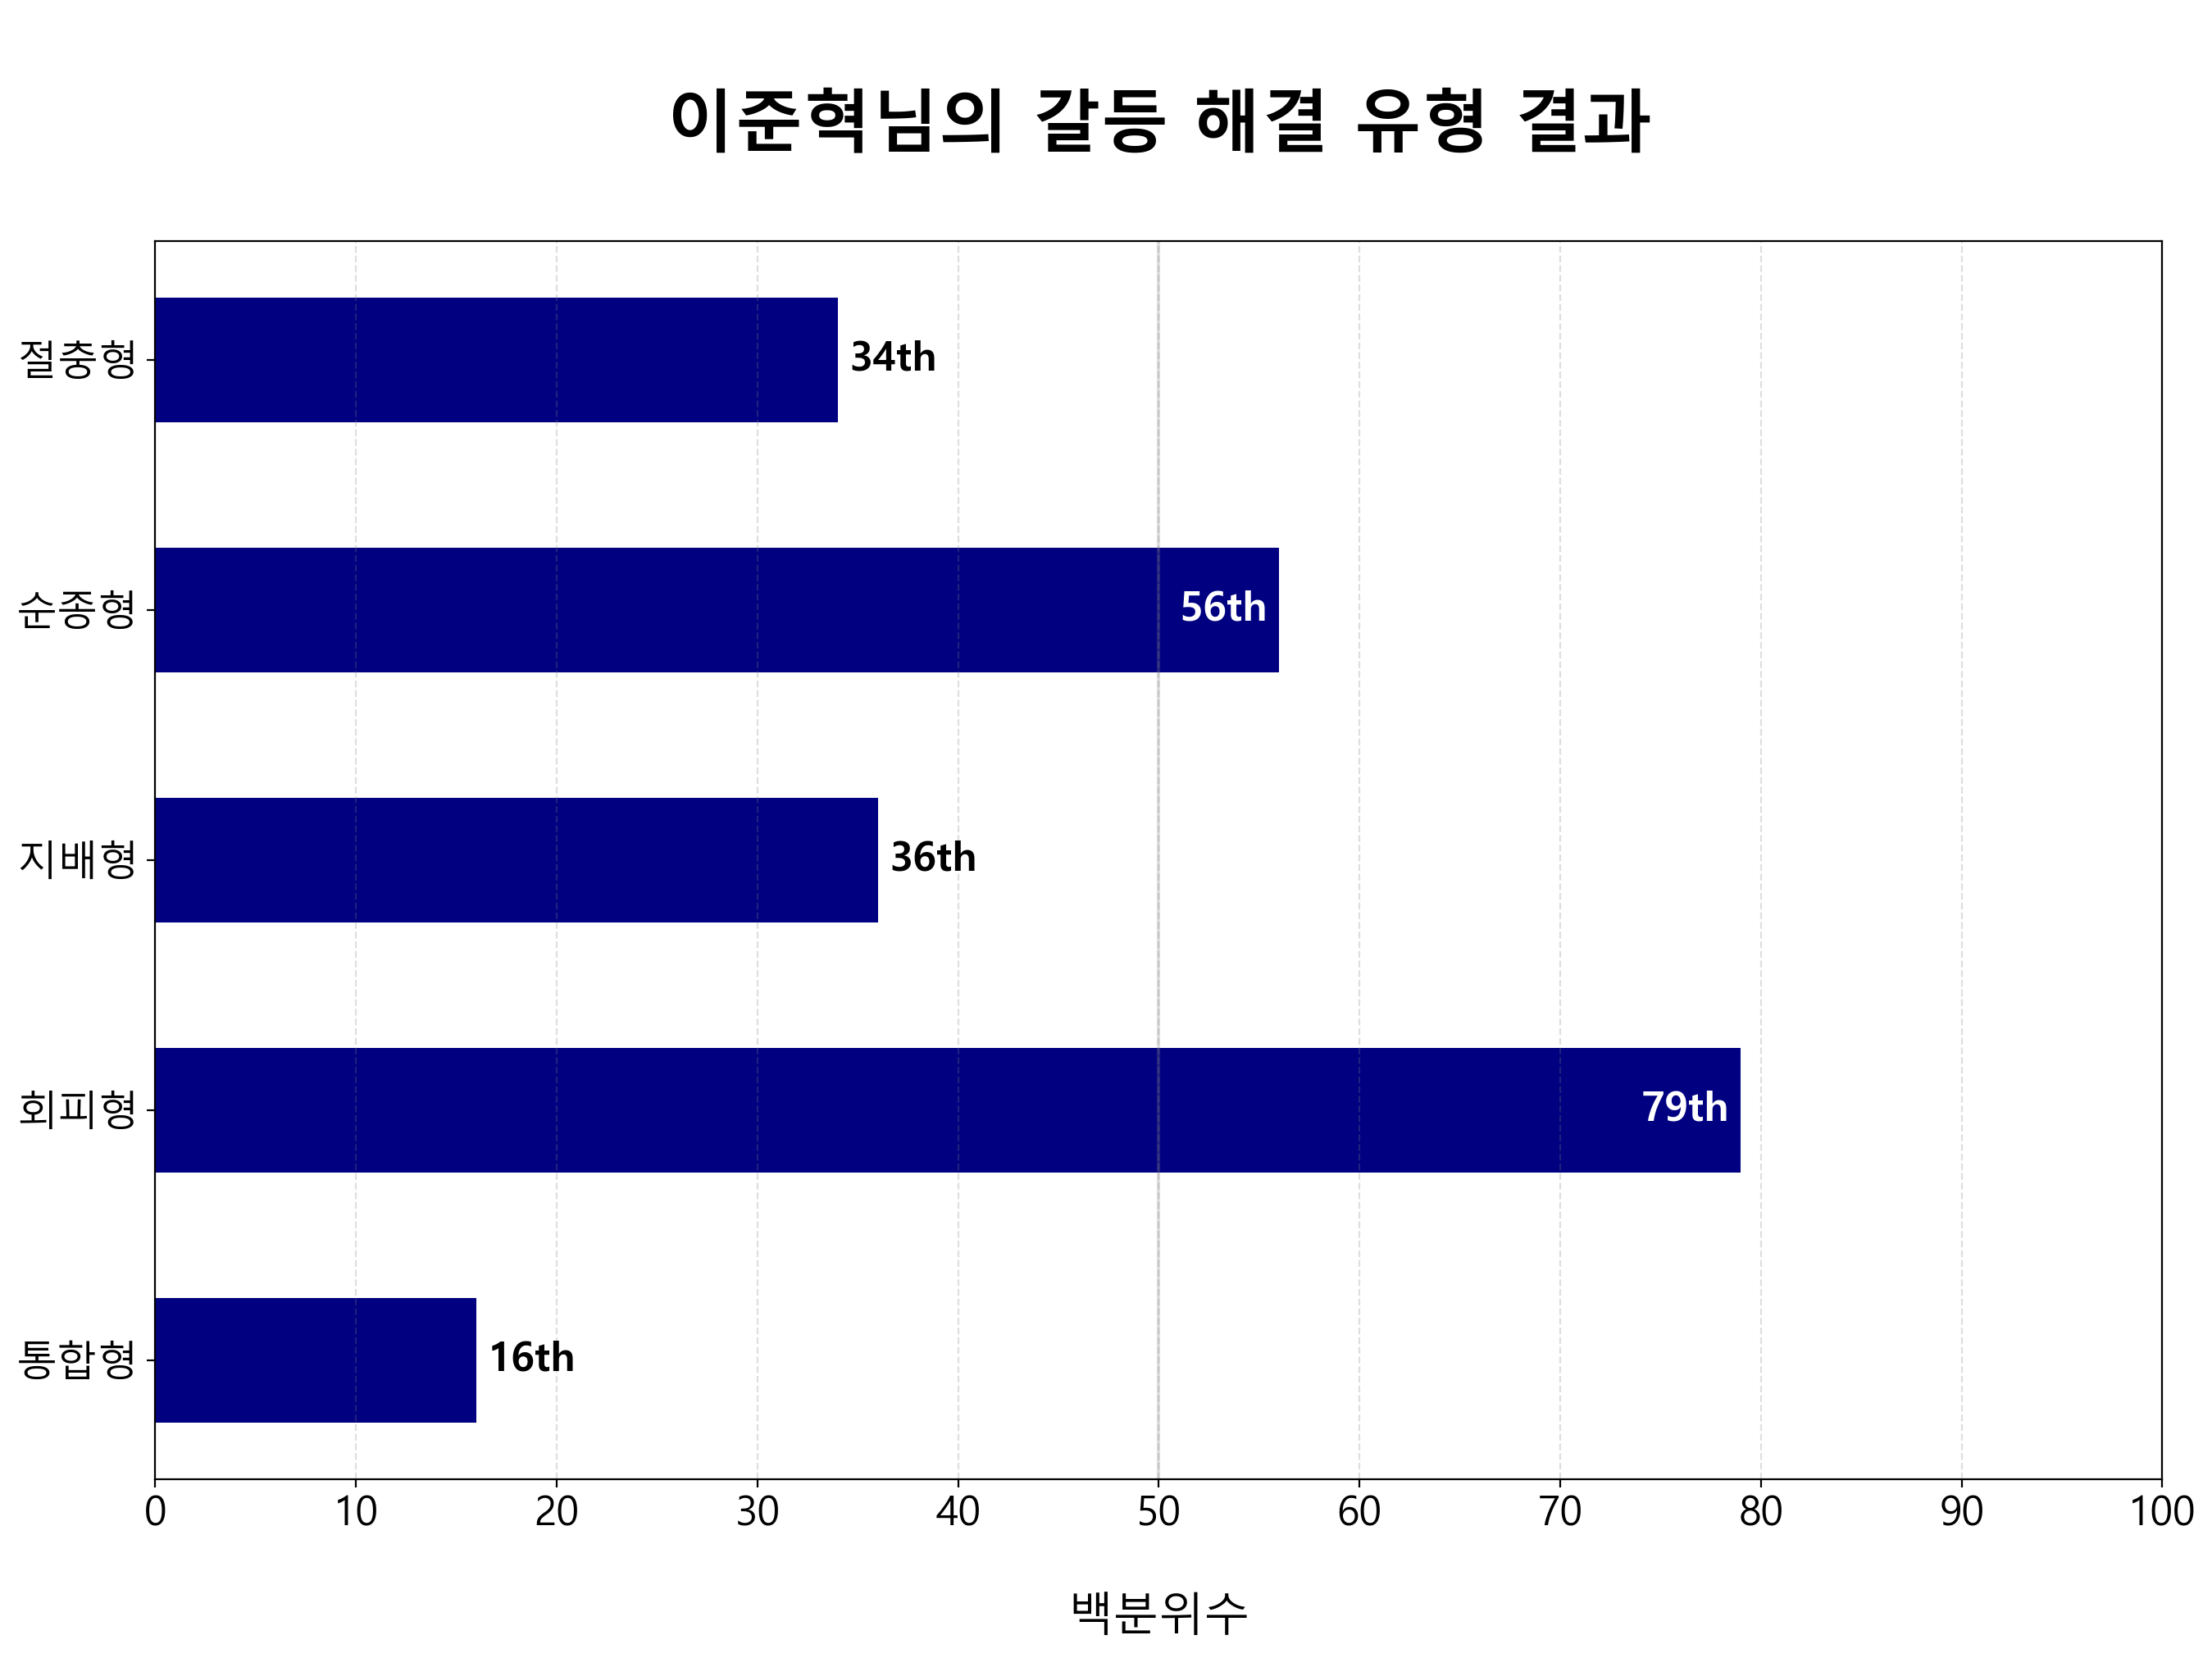 이준혁님의 갈등 해결 유형 결과
절충형 34th
순종형 56th
지배형 36th
회피형 79th
통합형 16th
0 10 20 30 40 50 60 70 80 90 100
백분위수